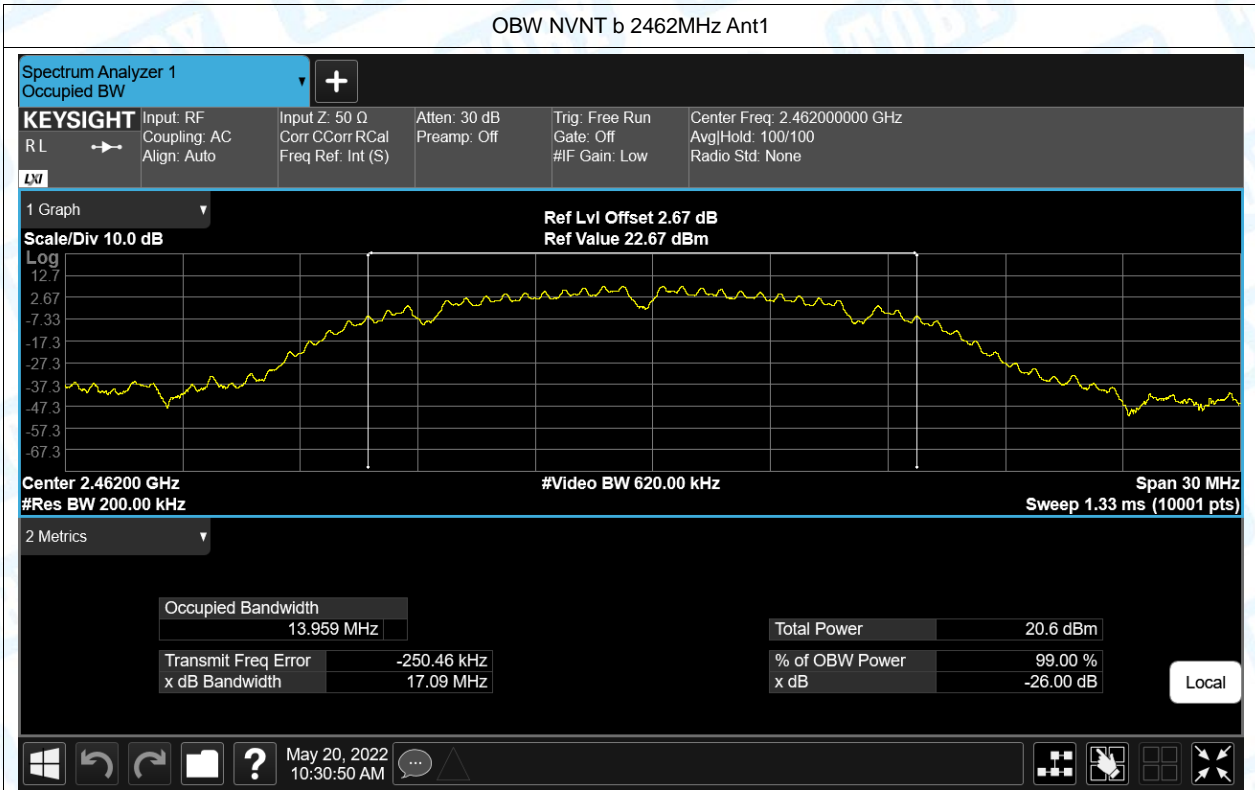 OBW NVNT b 2462MHz Ant1
Spectrum Analyzer 1
Occupied BW
KEYSIGHT
R L
LXI
Input: RF
Coupling: AC
Align: Auto
Input Z: 50 Ω
Corr CCorr RCal
Freq Ref: Int (S)
Atten: 30 dB
Preamp: Off
Trig: Free Run
Gate: Off
#IF Gain: Low
Center Freq: 2.462000000 GHz
Avg|Hold: 100/100
Radio Std: None
1 Graph
Scale/Div 10.0 dB
Ref Lvl Offset 2.67 dB
Ref Value 22.67 dBm
Log
12.7
2.67
-7.33
-17.3
-27.3
-37.3
-47.3
-57.3
-67.3
Center 2.46200 GHz
#Res BW 200.00 kHz
#Video BW 620.00 kHz
Span 30 MHz
Sweep 1.33 ms (10001 pts)
2 Metrics
Occupied Bandwidth
13.959 MHz
Transmit Freq Error -250.46 kHz
x dB Bandwidth 17.09 MHz
Total Power 20.6 dBm
% of OBW Power 99.00 %
x dB -26.00 dB
Local
?
May 20, 2022
10:30:50 AM